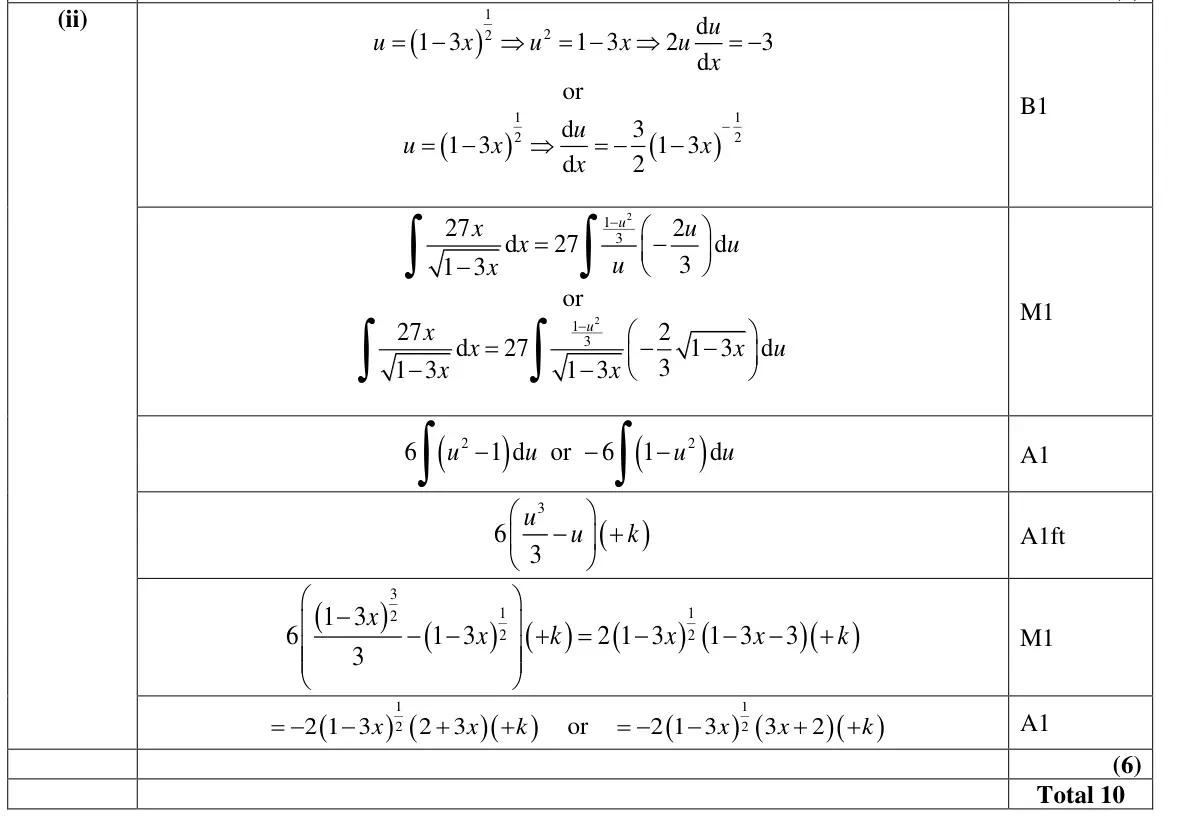 (ii)
u = (1 − 3x)^{1/2} ⇒ u² = 1 − 3x ⇒ 2u du/dx = −3
or
u = (1 − 3x)^{1/2} ⇒ du/dx = −3/2 (1 − 3x)^{−1/2}
B1
∫ 27x/√(1−3x) dx = 27 ∫ ((1−u²)/3)/u (−2u/3) du
or
∫ 27x/√(1−3x) dx = 27 ∫ ((1−u²)/3)/√(1−3x) (−2/3 √(1−3x)) du
M1
6∫(u² − 1)du or −6∫(1 − u²)du
A1
6(u³/3 − u)(+k)
A1ft
6((1−3x)^{3/2}/3 − (1−3x)^{1/2})(+k) = 2(1−3x)^{1/2}(1−3x−3)(+k)
M1
= −2(1−3x)^{1/2}(2+3x)(+k) or = −2(1−3x)^{1/2}(3x+2)(+k)
A1
(6)
Total 10